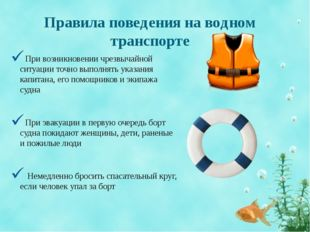 Правила поведения на водном
транспорте
При возникновении чрезвычайной
ситуации точно выполнять указания
капитана, его помощников и экипажа
судна
При эвакуации в первую очередь борт
судна покидают женщины, дети, раненые
и пожилые люди
Немедленно бросить спасательный круг,
если человек упал за борт